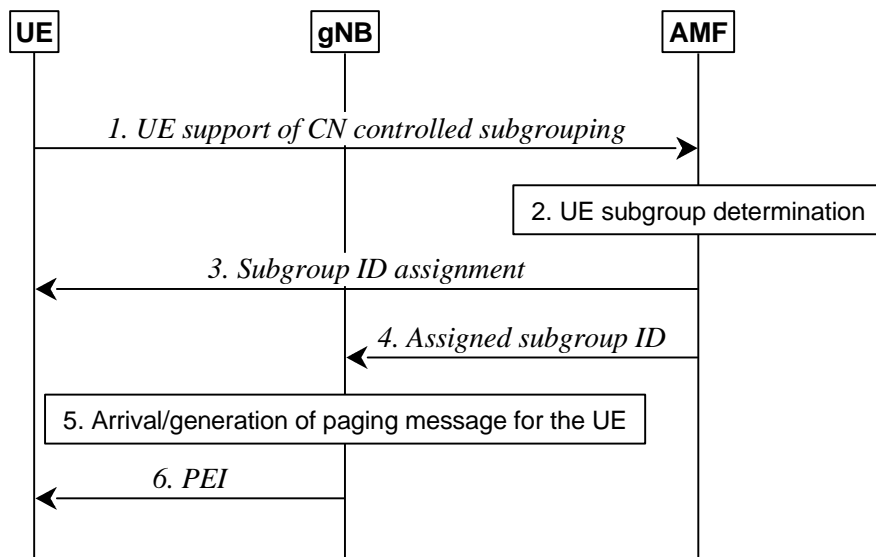 UE gNB AMF
1. UE support of CN controlled subgrouping
2. UE subgroup determination
3. Subgroup ID assignment
4. Assigned subgroup ID
5. Arrival/generation of paging message for the UE
6. PEI